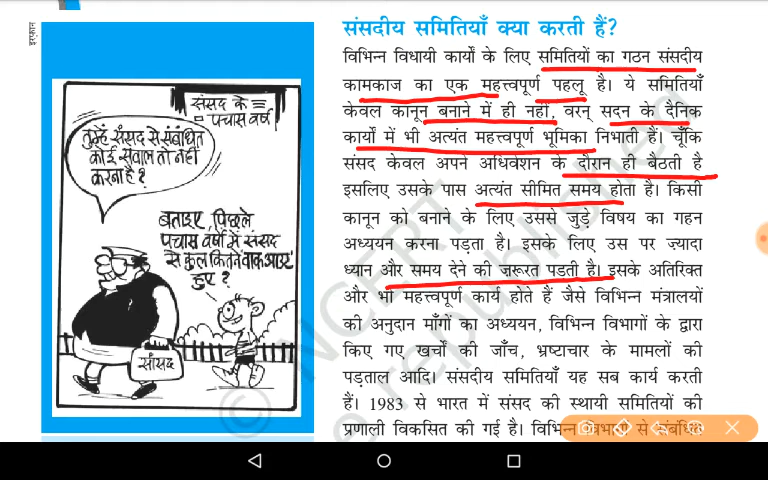 इरफ़ान
संसद के
पचास वर्ष
तुम्हें संसद से संबंधित
कोई सवाल तो नहीं
करना है?
बताइए, पिछले
पचास वर्षों में संसद
से कुल कितने वाकआउट
हुए?
सांसद
संसदीय समितियाँ क्या करती हैं?
विभिन्न विधायी कार्यों के लिए समितियों का गठन संसदीय
कामकाज का एक महत्त्वपूर्ण पहलू है। ये समितियाँ
केवल कानून बनाने में ही नहीं, वरन् सदन के दैनिक
कार्यों में भी अत्यंत महत्त्वपूर्ण भूमिका निभाती हैं। चूँकि
संसद केवल अपने अधिवेशन के दौरान ही बैठती है
इसलिए उसके पास अत्यंत सीमित समय होता है। किसी
कानून को बनाने के लिए उससे जुड़े विषय का गहन
अध्ययन करना पड़ता है। इसके लिए उस पर ज्यादा
ध्यान और समय देने की जरूरत पड़ती है। इसके अतिरिक्त
और भी महत्त्वपूर्ण कार्य होते हैं जैसे विभिन्न मंत्रालयों
की अनुदान माँगों का अध्ययन, विभिन्न विभागों के द्वारा
किए गए खर्चों की जाँच, भ्रष्टाचार के मामलों की
पड़ताल आदि। संसदीय समितियाँ यह सब कार्य करती
हैं। 1983 से भारत में संसद की स्थायी समितियों की
प्रणाली विकसित की गई है। विभिन्न विभागों से संबंधित
© NCERT
republished